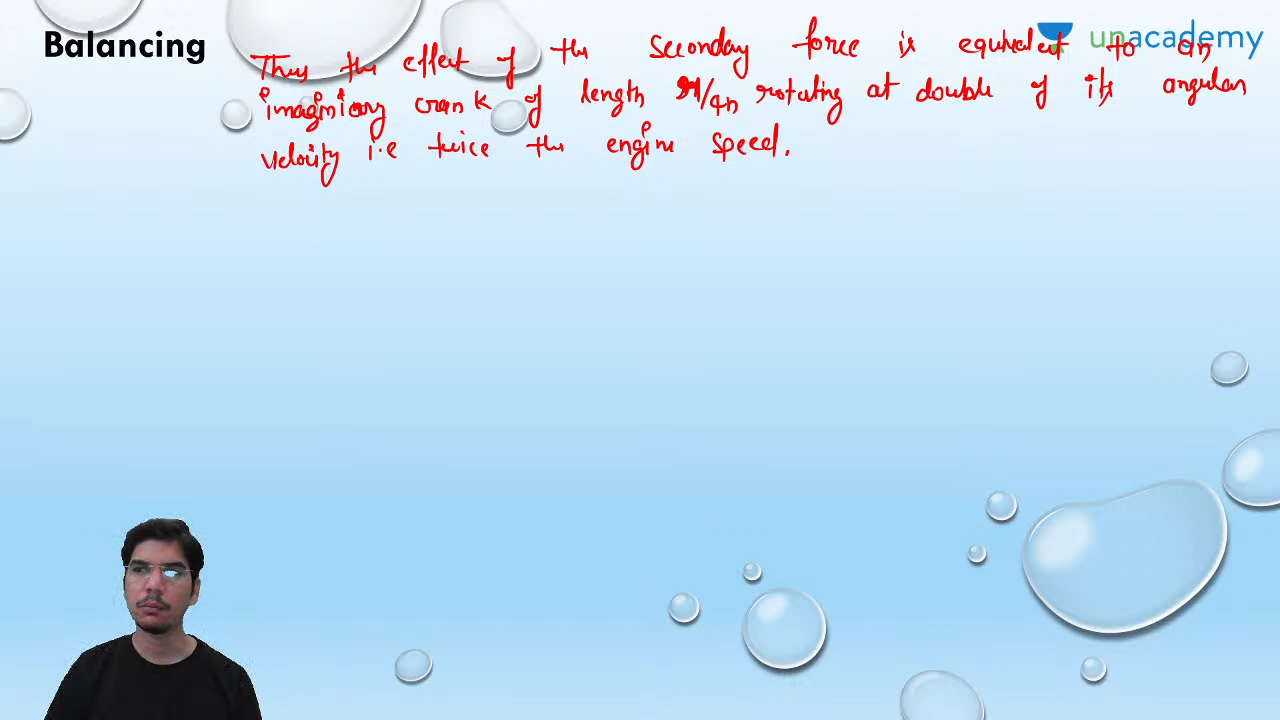 Balancing
unacademy
Thus the effect of the secondary force is equivalent to an
imaginiary crank of length r/4n rotating at double of its angular
velocity i.e twice the engine speed.